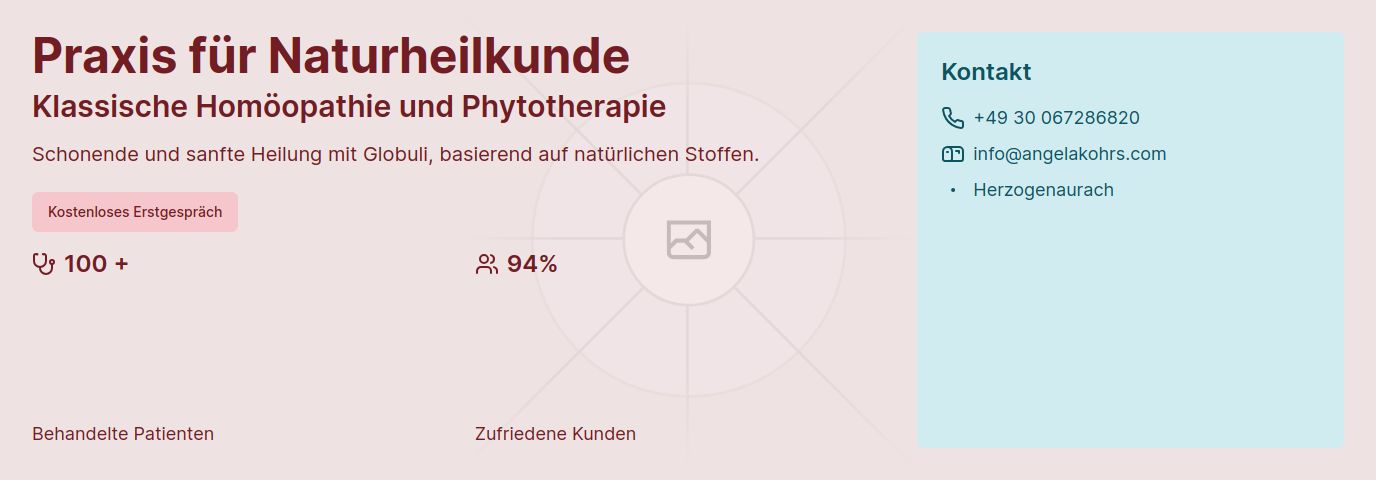 Praxis für Naturheilkunde
Klassische Homöopathie und Phytotherapie
Schonende und sanfte Heilung mit Globuli, basierend auf natürlichen Stoffen.
Kostenloses Erstgespräch
100 +
Behandelte Patienten
94%
Zufriedene Kunden
Kontakt
+49 30 067286820
info@angelakohrs.com
Herzogenaurach